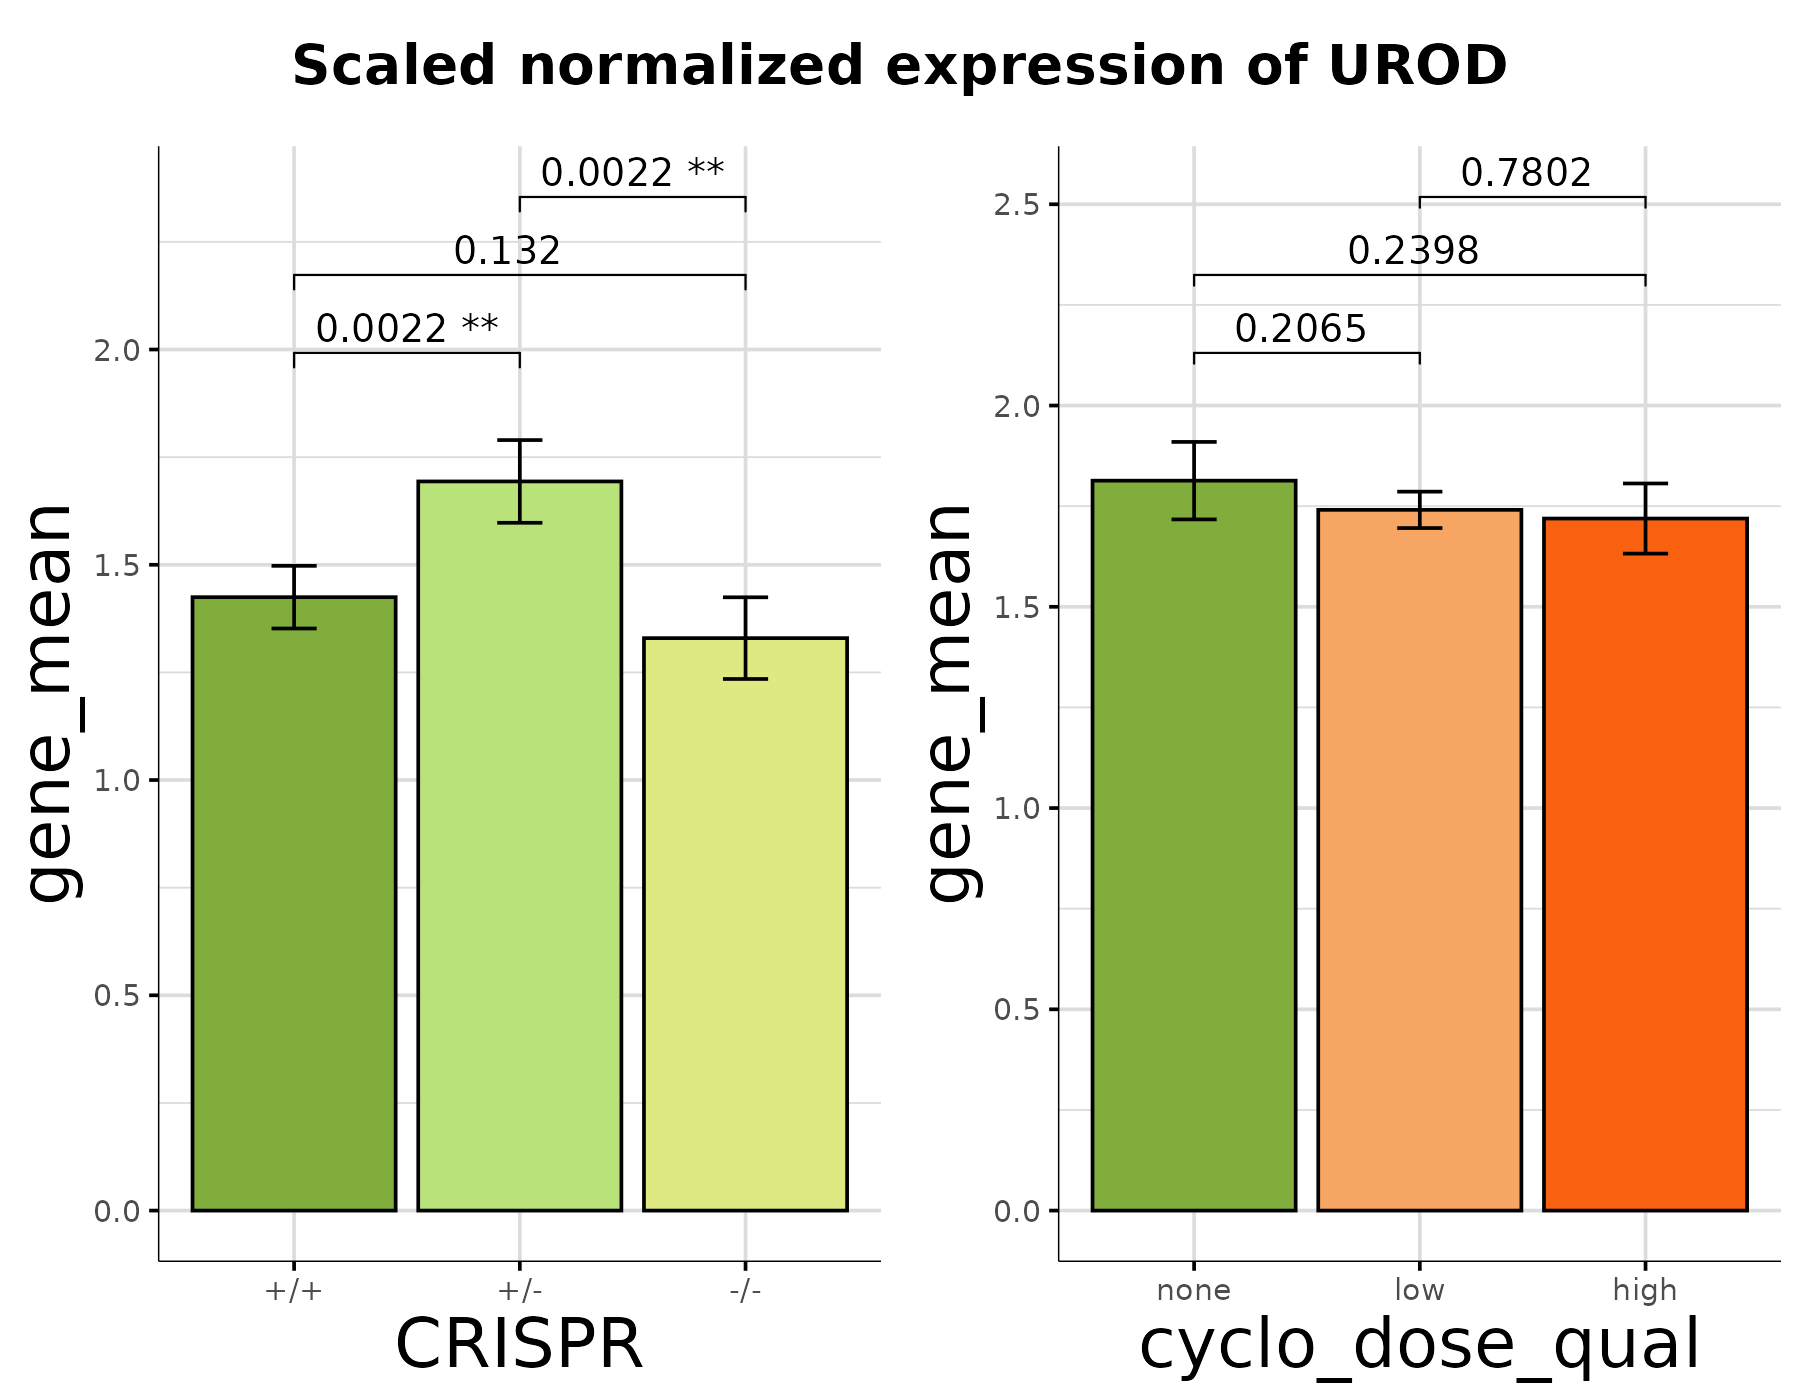 Scaled normalized expression of UROD
gene_mean
2.0
1.5
1.0
0.5
0.0
0.0022 **
0.132
0.0022 **
+/+
+/-
-/-
CRISPR
gene_mean
2.5
2.0
1.5
1.0
0.5
0.0
0.7802
0.2398
0.2065
none
low
high
cyclo_dose_qual